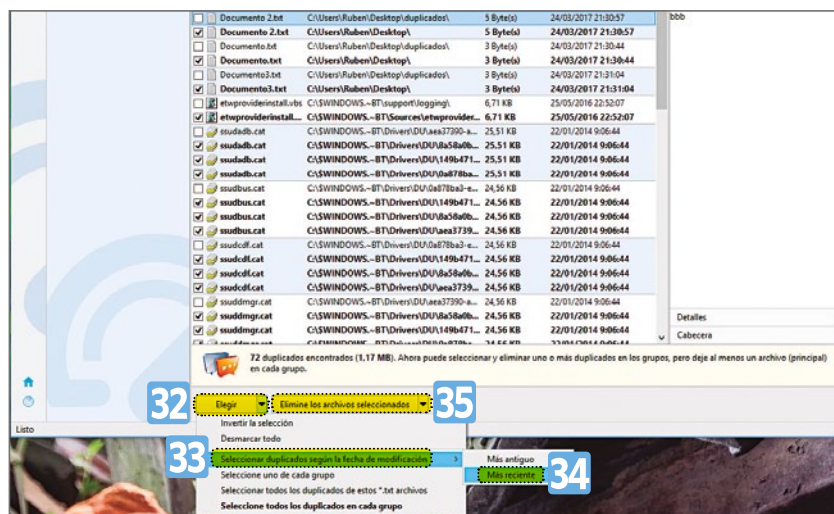 Documento 2.txt C:\Users\Ruben\Desktop\duplicados\ 5 Byte(s) 24/03/2017 21:30:57 bbb
Documento 2.txt C:\Users\Ruben\Desktop\ 5 Byte(s) 24/03/2017 21:30:57
Documento.txt C:\Users\Ruben\Desktop\duplicados\ 3 Byte(s) 24/03/2017 21:30:44
Documento.txt C:\Users\Ruben\Desktop\ 3 Byte(s) 24/03/2017 21:30:44
Documento3.txt C:\Users\Ruben\Desktop\duplicados\ 3 Byte(s) 24/03/2017 21:31:04
Documento3.txt C:\Users\Ruben\Desktop\ 3 Byte(s) 24/03/2017 21:31:04
etwproviderinstall.vbs C:\$WINDOWS.~BT\support\logging\ 6,71 KB 25/05/2016 22:52:07
etwproviderinstall.... C:\$WINDOWS.~BT\Sources\etwprovider... 6,71 KB 25/05/2016 22:52:07
ssudadb.cat C:\$WINDOWS.~BT\Drivers\DU\aea37390-a... 25,51 KB 22/01/2014 9:06:44
ssudadb.cat C:\$WINDOWS.~BT\Drivers\DU\8a58a0b... 25,51 KB 22/01/2014 9:06:44
ssudadb.cat C:\$WINDOWS.~BT\Drivers\DU\149b471... 25,51 KB 22/01/2014 9:06:44
ssudadb.cat C:\$WINDOWS.~BT\Drivers\DU\0a878ba... 25,51 KB 22/01/2014 9:06:44
ssudbus.cat C:\$WINDOWS.~BT\Drivers\DU\0a878ba3-e... 24,56 KB 22/01/2014 9:06:44
ssudbus.cat C:\$WINDOWS.~BT\Drivers\DU\149b471... 24,56 KB 22/01/2014 9:06:44
ssudbus.cat C:\$WINDOWS.~BT\Drivers\DU\8a58a0b... 24,56 KB 22/01/2014 9:06:44
ssudbus.cat C:\$WINDOWS.~BT\Drivers\DU\aea3739... 24,56 KB 22/01/2014 9:06:44
ssudcdf.cat C:\$WINDOWS.~BT\Drivers\DU\0a878ba3-e... 24,56 KB 22/01/2014 9:06:44
ssudcdf.cat C:\$WINDOWS.~BT\Drivers\DU\149b471... 24,56 KB 22/01/2014 9:06:44
ssudcdf.cat C:\$WINDOWS.~BT\Drivers\DU\8a58a0b... 24,56 KB 22/01/2014 9:06:44
ssudcdf.cat C:\$WINDOWS.~BT\Drivers\DU\aea3739... 24,56 KB 22/01/2014 9:06:44
ssuddmgr.cat C:\$WINDOWS.~BT\Drivers\DU\aea37390-a... 24,56 KB 22/01/2014 9:06:44
ssuddmgr.cat C:\$WINDOWS.~BT\Drivers\DU\8a58a0b... 24,56 KB 22/01/2014 9:06:44
ssuddmgr.cat C:\$WINDOWS.~BT\Drivers\DU\149b471... 24,56 KB 22/01/2014 9:06:44
Detalles
Cabecera
72 duplicados encontrados (1.17 MB). Ahora puede seleccionar y eliminar uno o más duplicados en los grupos, pero deje al menos un archivo (principal)
en cada grupo.
32 Elegir Elimine los archivos seleccionados 35
Listo
Invertir la selección
Desmarcar todo
33 Seleccionar duplicados según la fecha de modificación
Más antiguo
Más reciente 34
Seleccione uno de cada grupo
Seleccionar todos los duplicados de estos *.txt archivos
Seleccione todos los duplicados en cada grupo